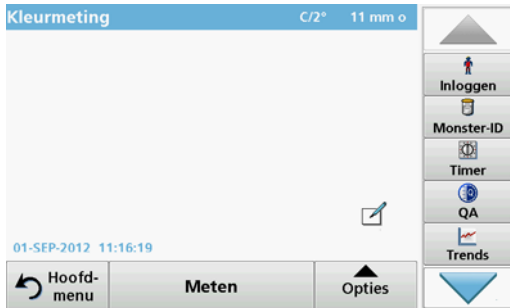 Kleurmeting C/2° 11 mm o
Inloggen
Monster-ID
Timer
QA
Trends
01-SEP-2012 11:16:19
Hoofd-
menu
Meten
Opties